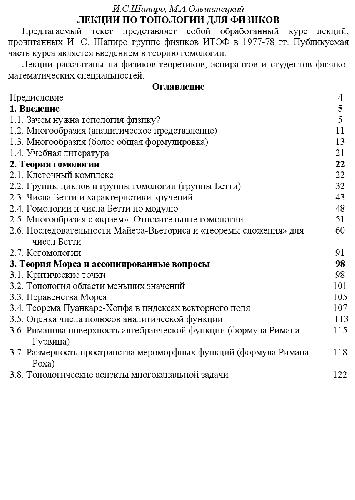 И.С.Шапиро, М.А.Ольшанецкий
ЛЕКЦИИ ПО ТОПОЛОГИИ ДЛЯ ФИЗИКОВ
Предлагаемый текст представляет собой обработанный курс лекций,
прочитанных И. С. Шапиро группе физиков ИТЭФ в 1977-78 гг. Публикуемая
часть курса является введением в теорию гомологии.
Лекции рассчитаны на физиков-теоретиков, аспирантов и студентов физико-
математических специальностей.
Оглавление
Предисловие 4
1. Введение 5
1.1. Зачем нужна топология физику? 5
1.2. Многообразия (аналитическое представление) 11
1.3. Многообразия (более общая формулировка) 13
1.4. Учебная литература 21
2. Теория гомологии 22
2.1. Клеточный комплекс 22
2.2. Группы циклов и группы гомологии (группы Бетти) 32
2.3. Числа Бетти и характеристики кручений 43
2.4. Гомологии и числа Бетти по модулю 48
2.5. Многообразия с «краем». Относительные гомологии 51
2.6. Последовательности Майера-Вьеториса и «теоремы сложения» для 60
чисел Бетти
2.7. Когомологии 91
3. Теория Морса и ассоциированные вопросы 98
3.1. Критические точки 98
3.2. Топология области меньших значений 101
3.3. Неравенства Морса 105
3.4. Теорема Пуанкаре-Хопфа в индексах векторного поля 107
3.5. Оценка числа полюсов аналитической функции 113
3.6. Риманова поверхность алгебраической функции (формула Римана- 115
Гурвица)
3.7. Размерность пространства мероморфных функций (формула Римана- 118
Роха)
3.8. Топологические аспекты многоканальной задачи 122